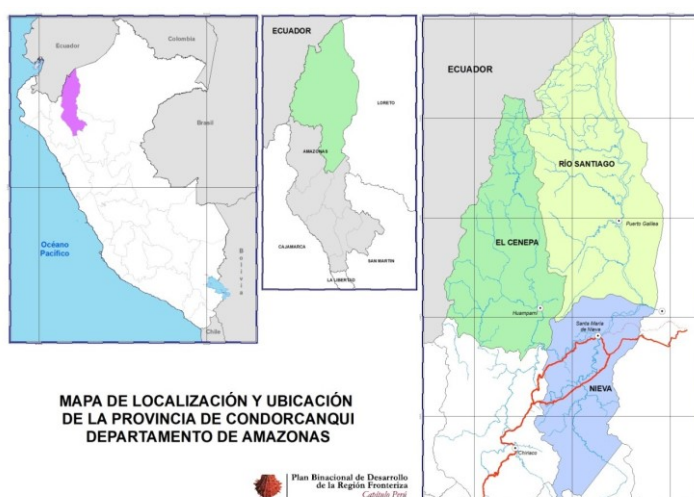 Ecuador
Colombia
Brasil
Océano
Pacífico
Bolivia
Chile
ECUADOR
LORETO
AMAZONAS
CAJAMARCA
SAN MARTIN
LA LIBERTAD
ECUADOR
RÍO SANTIAGO
Puerto Galilea
EL CENEPA
Huampami
Santa María
de Nieva
NIEVA
Chiriaco
MAPA DE LOCALIZACIÓN Y UBICACIÓN
DE LA PROVINCIA DE CONDORCANQUI
DEPARTAMENTO DE AMAZONAS
Plan Binacional de Desarrollo
de la Región Fronteriza
Capítulo Perú